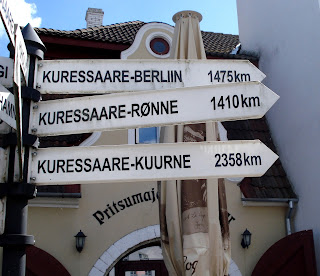 KURESSAARE-BERLIIN 1475km
KURESSAARE-RØNNE 1410km
KURESSAARE-KUURNE 2358km
Pritsumaja